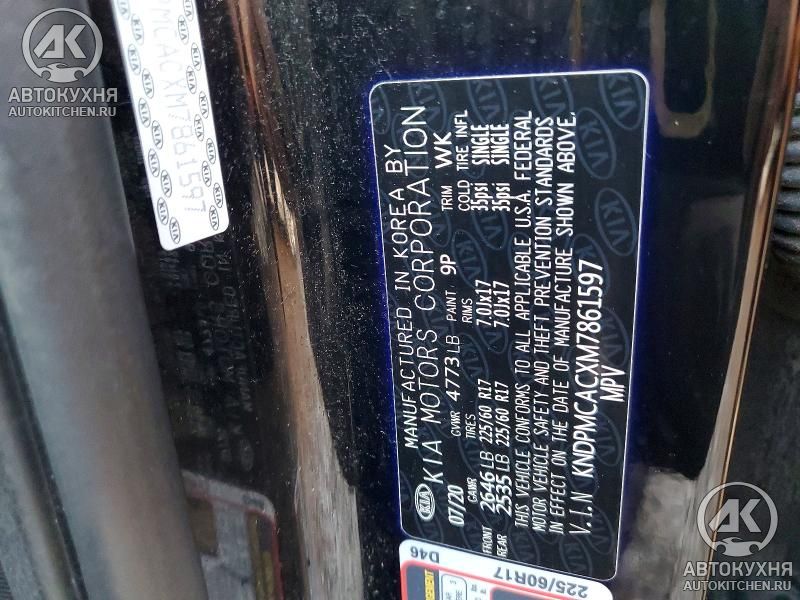 АВТОКУХНЯ
AUTOKITCHEN.RU
PMCACXM7861597
KIA
MANUFACTURED IN KOREA BY
KIA MOTORS CORPORATION
07/20 GVWR 4773LB PAINT 9P TRIM WK
GAWR TIRES RIMS COLD TIRE INFL
FRONT 2646LB 225/60 R17 7.0Jx17 35psi SINGLE
REAR 2535LB 225/60 R17 7.0Jx17 35psi SINGLE
THIS VEHICLE CONFORMS TO ALL APPLICABLE U.S.A. FEDERAL
MOTOR VEHICLE SAFETY AND THEFT PREVENTION STANDARDS
IN EFFECT ON THE DATE OF MANUFACTURE SHOWN ABOVE.
V.I.N KNDPMCACXM7861597
MPV
D46
225/60R17
АВТОКУХНЯ
AUTOKITCHEN.RU